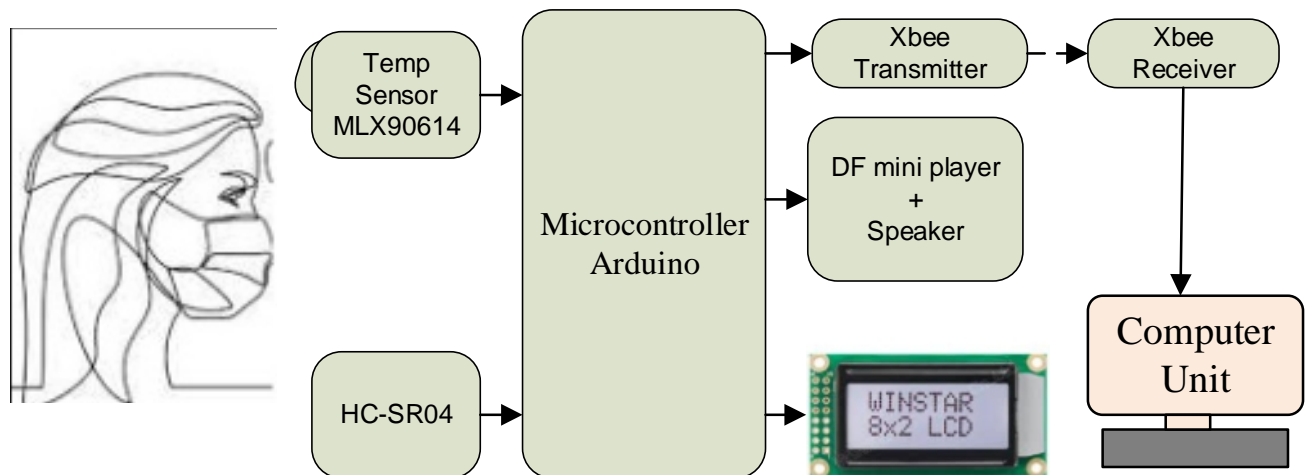 Temp
Sensor
MLX90614
HC-SR04
Microcontroller
Arduino
Xbee
Transmitter
Xbee
Receiver
DF mini player
+
Speaker
WINSTAR
8x2 LCD
Computer
Unit